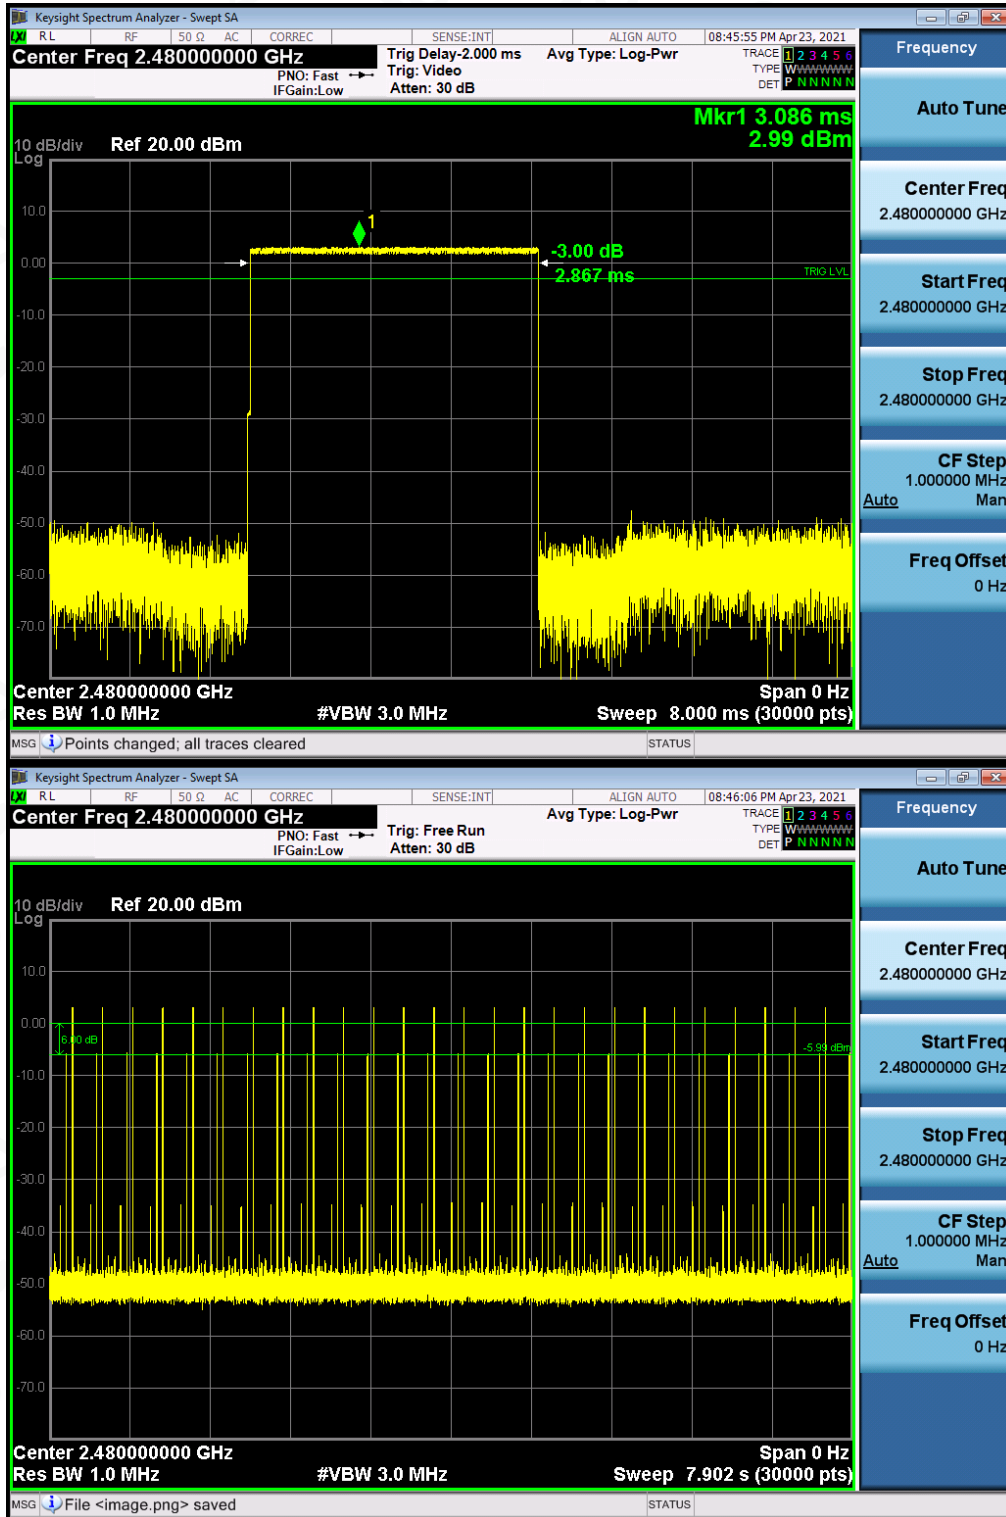 Keysight Spectrum Analyzer - Swept SA
LXI RL RF 50 Ω AC CORREC SENSE:INT ALIGN AUTO 08:45:55 PM Apr 23, 2021
Center Freq 2.480000000 GHz Trig Delay-2.000 ms Avg Type: Log-Pwr TRACE 1 2 3 4 5 6
PNO: Fast Trig: Video TYPE WWWWWW
IFGain:Low Atten: 30 dB DET P N N N N N
Mkr1 3.086 ms
2.99 dBm
10 dB/div Ref 20.00 dBm
Log
10.0
1
-3.00 dB
0.00
2.867 ms
TRIG LVL
-10.0
-20.0
-30.0
-40.0
-50.0
-60.0
-70.0
Center 2.480000000 GHz Span 0 Hz
Res BW 1.0 MHz #VBW 3.0 MHz Sweep 8.000 ms (30000 pts)
MSG Points changed; all traces cleared STATUS
Frequency
Auto Tune
Center Freq
2.480000000 GHz
Start Freq
2.480000000 GHz
Stop Freq
2.480000000 GHz
CF Step
1.000000 MHz
Auto Man
Freq Offset
0 Hz
Keysight Spectrum Analyzer - Swept SA
LXI RL RF 50 Ω AC CORREC SENSE:INT ALIGN AUTO 08:46:06 PM Apr 23, 2021
Center Freq 2.480000000 GHz Avg Type: Log-Pwr TRACE 1 2 3 4 5 6
PNO: Fast Trig: Free Run TYPE WWWWWW
IFGain:Low Atten: 30 dB DET P N N N N N
10 dB/div Ref 20.00 dBm
Log
10.0
0.00
6.00 dB
-5.99 dBm
-10.0
-20.0
-30.0
-40.0
-50.0
-60.0
-70.0
Center 2.480000000 GHz Span 0 Hz
Res BW 1.0 MHz #VBW 3.0 MHz Sweep 7.902 s (30000 pts)
MSG File <image.png> saved STATUS
Frequency
Auto Tune
Center Freq
2.480000000 GHz
Start Freq
2.480000000 GHz
Stop Freq
2.480000000 GHz
CF Step
1.000000 MHz
Auto Man
Freq Offset
0 Hz